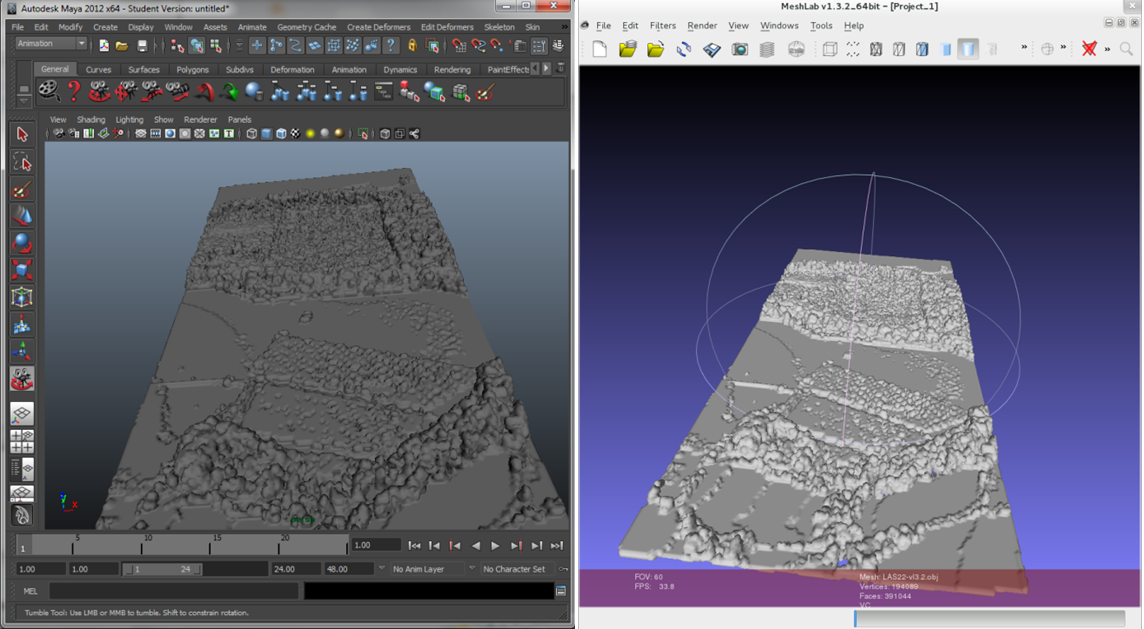 Autodesk Maya 2012 x64 - Student Version: untitled*
File Edit Modify Create Display Window Assets Animate Geometry Cache Create Deformers Edit Deformers Skeleton Skin
Animation
General Curves Surfaces Polygons Subdivs Deformation Animation Dynamics Rendering PaintEffects
View Shading Lighting Show Renderer Panels
y
x
1 5 10 15 20 1.00
1.00 1.00 1 24 24.00 48.00 No Anim Layer No Character Set
MEL
Tumble Tool: Use LMB or MMB to tumble. Shift to constrain rotation.
MeshLab v1.3.2_64bit - [Project_1]
File Edit Filters Render View Windows Tools Help
FOV: 60
FPS: 33.8
Mesh: LAS22-vl3.2.obj
Vertices: 194089
Faces: 391044
VC